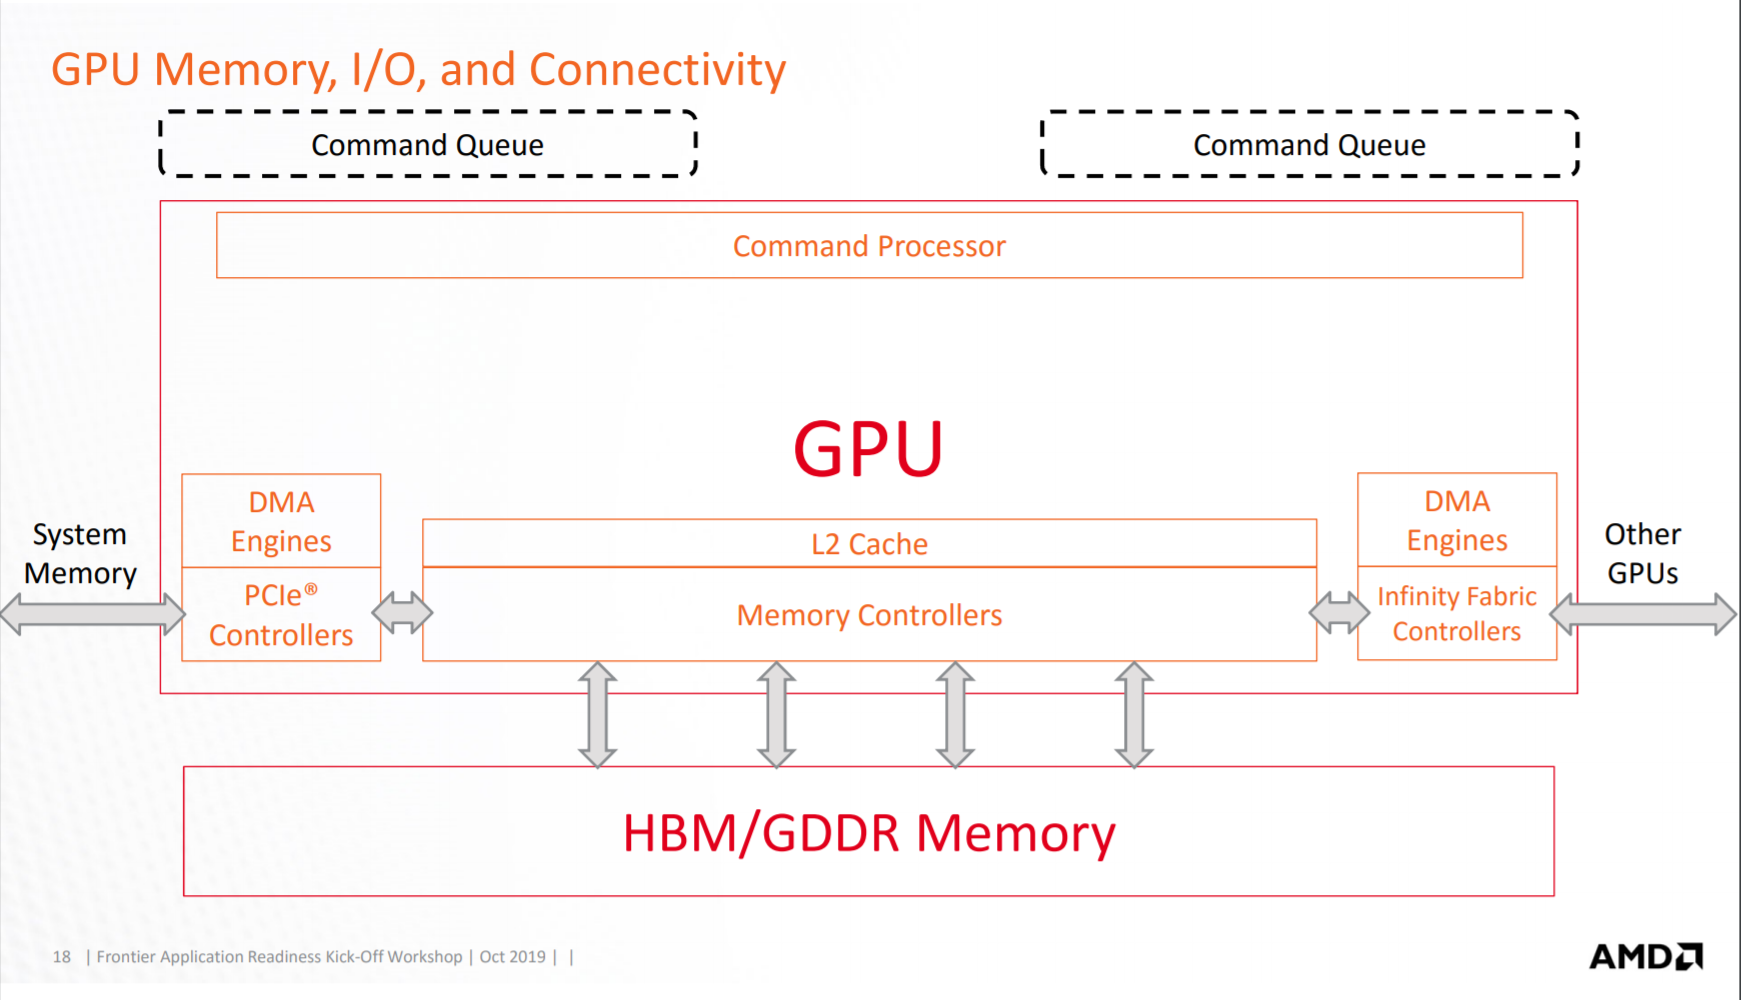 GPU Memory, I/O, and Connectivity
Command Queue
Command Queue
Command Processor
GPU
DMA
Engines
PCIe®
Controllers
System
Memory
L2 Cache
Memory Controllers
DMA
Engines
Infinity Fabric
Controllers
Other
GPUs
HBM/GDDR Memory
18 | Frontier Application Readiness Kick-Off Workshop | Oct 2019 | |
AMD